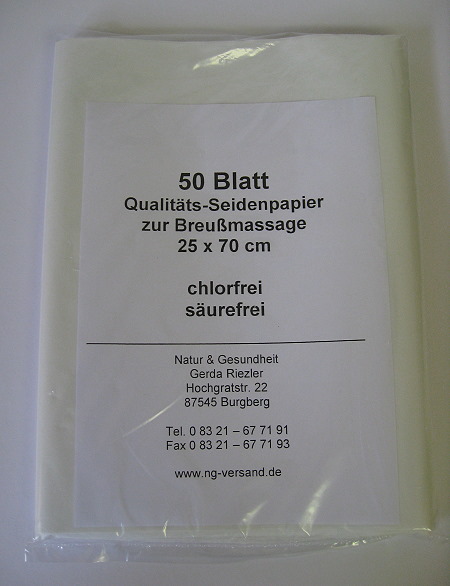 50 Blatt
Qualitäts-Seidenpapier
zur Breußmassage
25 x 70 cm
chlorfrei
säurefrei
Natur & Gesundheit
Gerda Riezler
Hochgratstr. 22
87545 Burgberg
Tel. 0 83 21 – 67 71 91
Fax 0 83 21 – 67 71 93
www.ng-versand.de